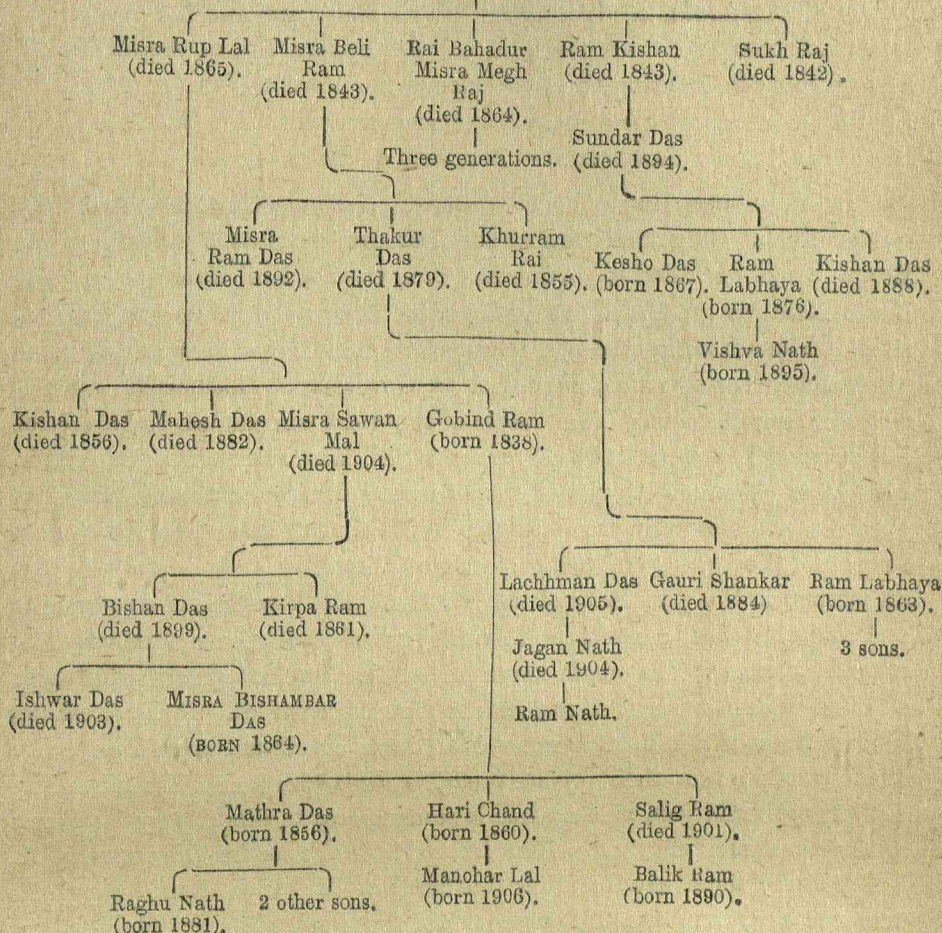 Misra Rup Lal
(died 1865).
Misra Beli
Ram
(died 1843).
Rai Bahadur
Misra Megh
Raj
(died 1864).
Ram Kishan
(died 1843).
Sukh Raj
(died 1842).
Three generations.
Sundar Das
(died 1894).
Misra
Ram Das
(died 1892).
Thakur
Das
(died 1879).
Khurram
Rai
(died 1855).
Kesho Das
(born 1867).
Ram
Labhaya
(born 1876).
Kishan Das
(died 1888).
Vishva Nath
(born 1895).
Kishan Das
(died 1856).
Mahesh Das
(died 1882).
Misra Sawan
Mal
(died 1904).
Gobind Ram
(born 1838).
Bishan Das
(died 1899).
Kirpa Ram
(died 1861).
Lachhman Das
(died 1905).
Gauri Shankar
(died 1884)
Ram Labhaya
(born 1863).
Jagan Nath
(died 1904).
3 sons.
Ram Nath.
Ishwar Das
(died 1903).
MISRA BISHAMBAR
DAS
(BORN 1864).
Mathra Das
(born 1856).
Hari Chand
(born 1860).
Salig Ram
(died 1901).
Raghu Nath
(born 1881).
2 other sons.
Manohar Lal
(born 1906).
Balik Ram
(born 1890).